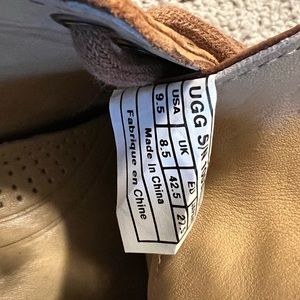 UGG
USA UK EU
9.5 8.5 42.5
Made In China
Fabrique en Chine